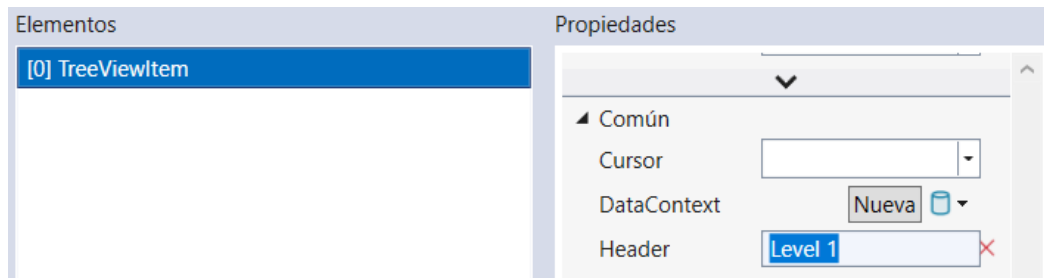 Elementos
[0] TreeViewItem
Propiedades
Común
Cursor
DataContext Nueva
Header Level 1